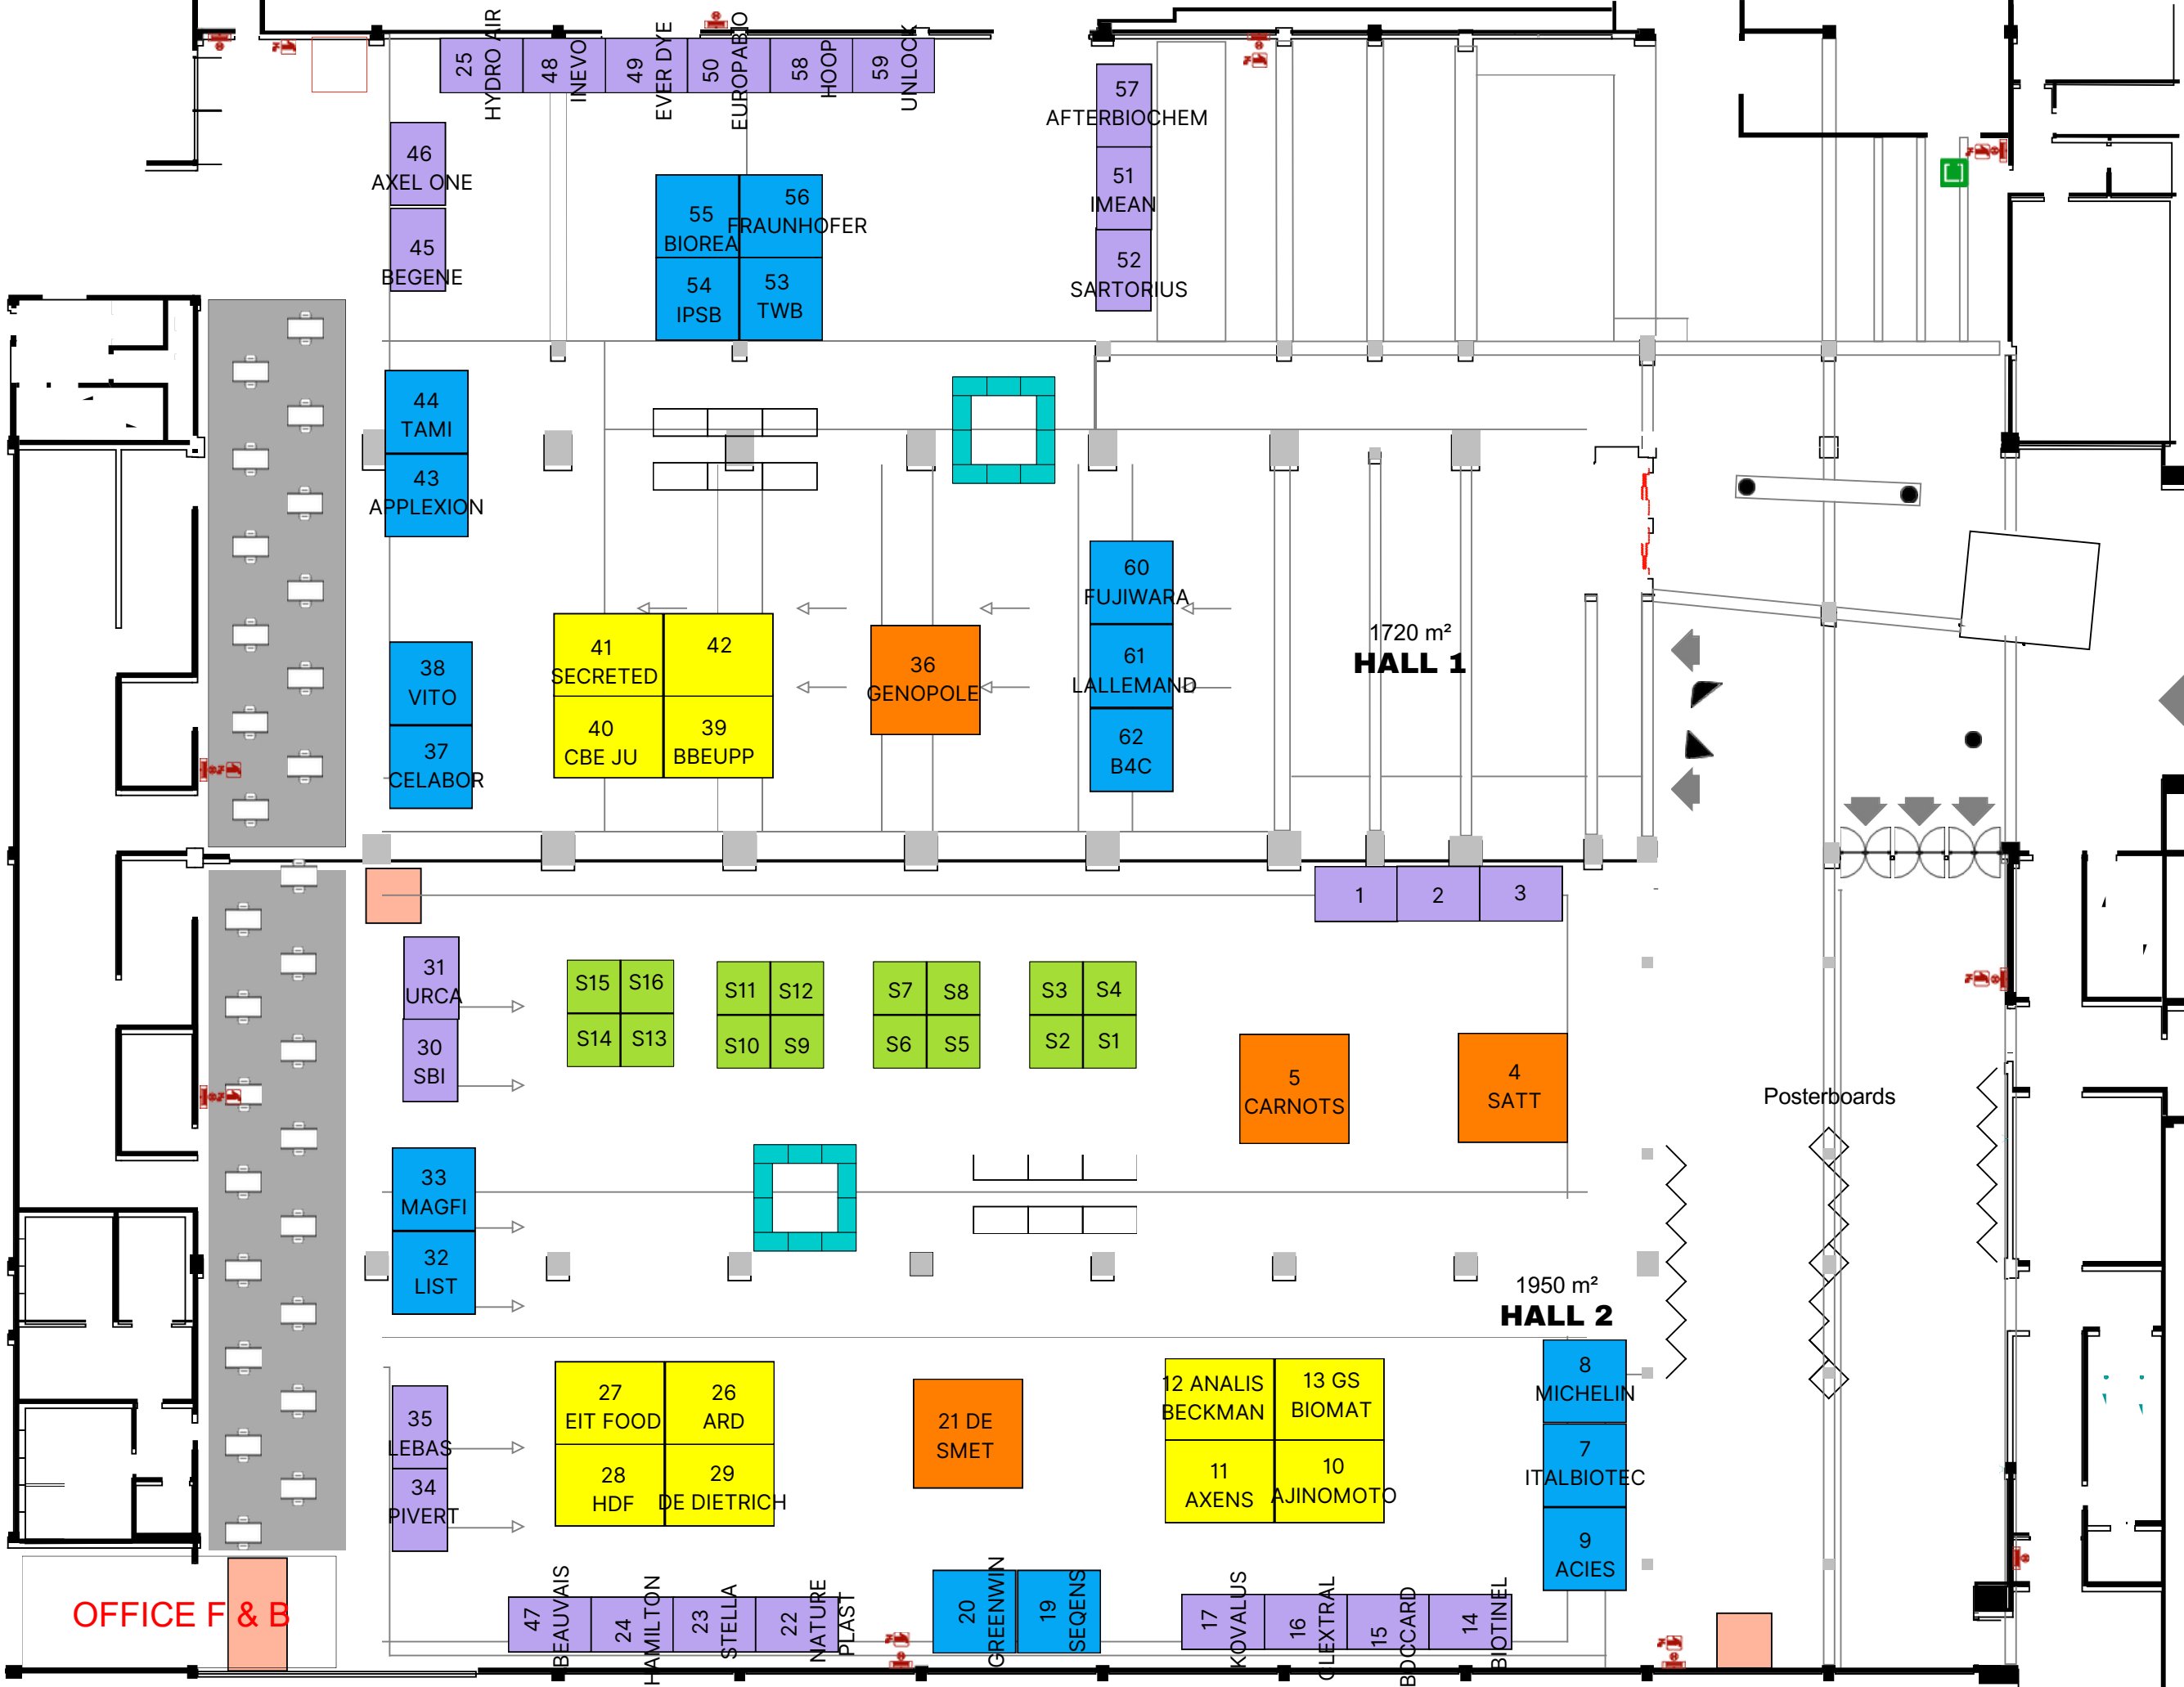 25
HYDRO AIR
48
INEVO
49
EVER DYE
50
EUROPABIO
58
HOOP
59
UNLOCK
57
AFTERBIOCHEM
46
AXEL ONE
51
IMEAN
55
BIOREA
56
FRAUNHOFER
45
BEGENE
52
SARTORIUS
54
IPSB
53
TWB
44
TAMI
43
APPLEXION
60
FUJIWARA
41
SECRETED
42
36
GENOPOLE
61
LALLEMAND
1720 m²
HALL 1
38
VITO
40
CBE JU
39
BBEUPP
62
B4C
37
CELABOR
1
2
3
31
URCA
S15
S16
S11
S12
S7
S8
S3
S4
30
SBI
S14
S13
S10
S9
S6
S5
S2
S1
5
CARNOTS
4
SATT
Posterboards
33
MAGFI
32
LIST
1950 m²
HALL 2
35
LEBAS
27
EIT FOOD
26
ARD
21 DE
SMET
12 ANALIS
BECKMAN
13 GS
BIOMAT
8
MICHELIN
34
PIVERT
28
HDF
29
DE DIETRICH
11
AXENS
10
AJINOMOTO
7
ITALBIOTEC
9
ACIES
OFFICE F & B
47
BEAUVAIS
24
HAMILTON
23
STELLA
22
NATURE
PLAST
20
GREENWIN
19
SEQENS
17
KOVALUS
16
CLEXTRAL
15
BOCCARD
14
BIOTINEL